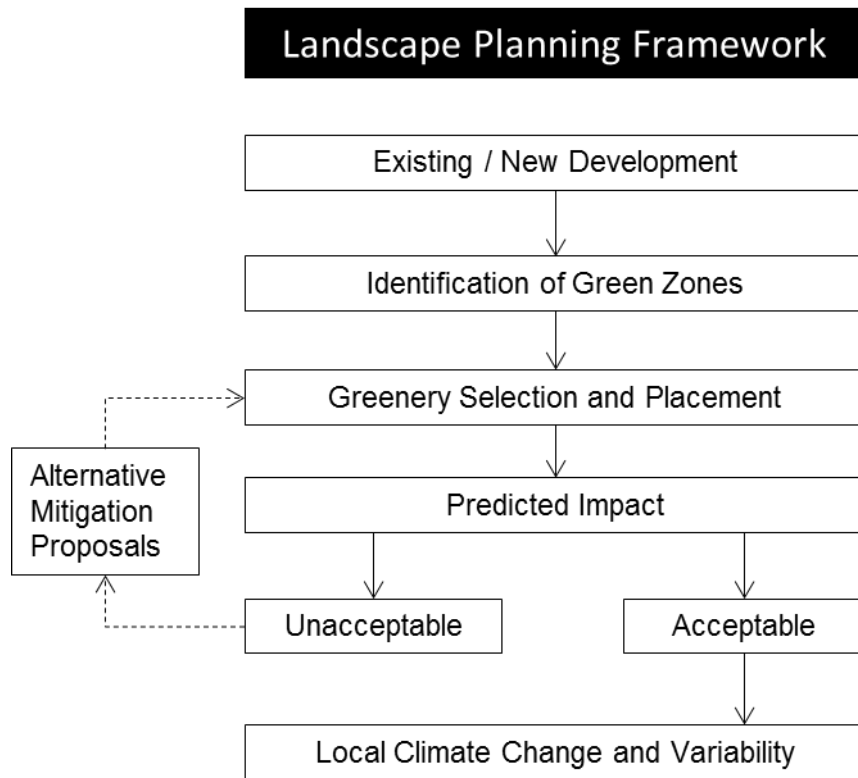 Landscape Planning Framework
Existing / New Development
Identification of Green Zones
Greenery Selection and Placement
Alternative
Mitigation
Proposals
Predicted Impact
Unacceptable
Acceptable
Local Climate Change and Variability